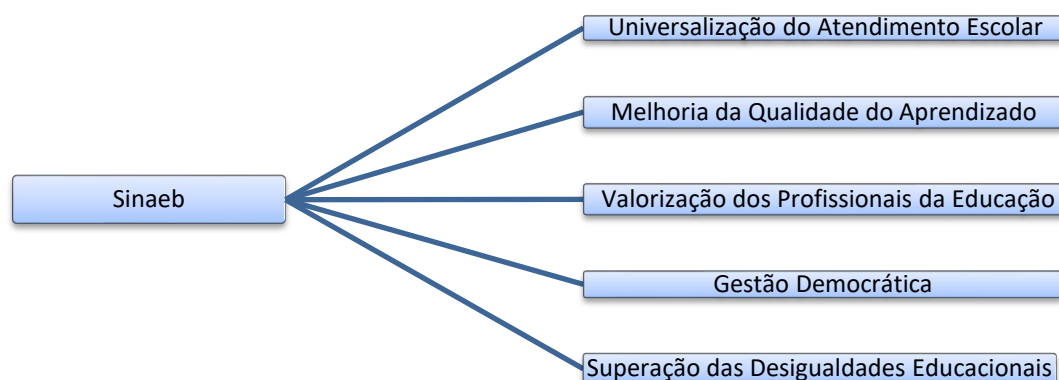 Universalização do Atendimento Escolar
Melhoria da Qualidade do Aprendizado
Sinaeb
Valorização dos Profissionais da Educação
Gestão Democrática
Superação das Desigualdades Educacionais